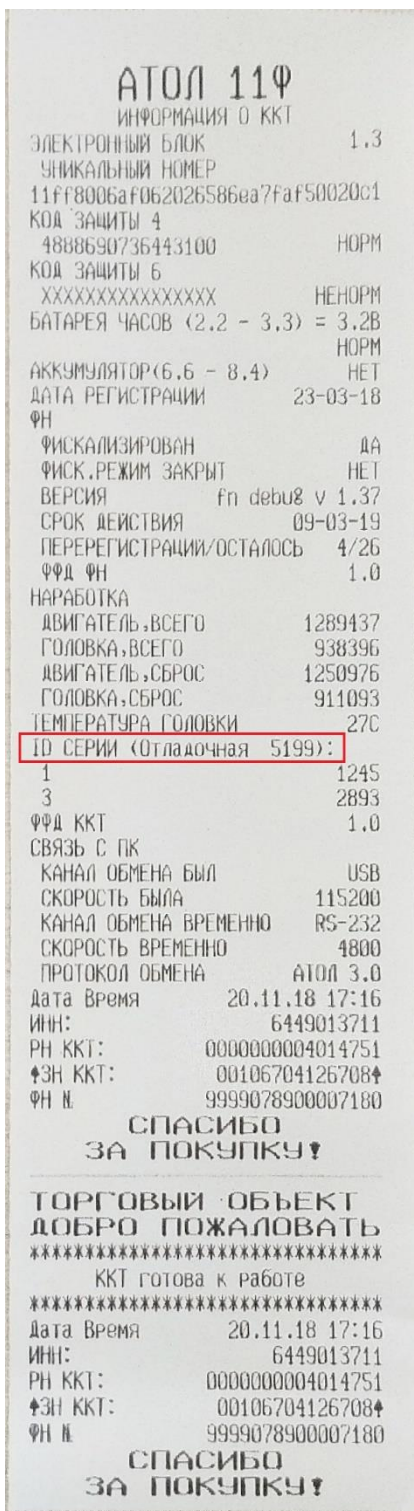 АТОЛ 11Ф
ИНФОРМАЦИЯ О ККТ
ЭЛЕКТРОННЫЙ БЛОК 1.3
УНИКАЛЬНЫЙ НОМЕР
11ff8006af062026586ea7faf50020c1
КОД ЗАЩИТЫ 4
4888690736443100 НОРМ
КОД ЗАЩИТЫ 6
XXXXXXXXXXXXXXXX НЕНОРМ
БАТАРЕЯ ЧАСОВ (2.2 - 3.3) = 3.2В
НОРМ
АККУМУЛЯТОР(6.6 - 8.4) НЕТ
ДАТА РЕГИСТРАЦИИ 23-03-18
ФН
ФИСКАЛИЗИРОВАН ДА
ФИСК.РЕЖИМ ЗАКРЫТ НЕТ
ВЕРСИЯ fn debug v 1.37
СРОК ДЕЙСТВИЯ 09-03-19
ПЕРЕРЕГИСТРАЦИЙ/ОСТАЛОСЬ 4/26
ФФД ФН 1.0
НАРАБОТКА
ДВИГАТЕЛЬ,ВСЕГО 1289437
ГОЛОВКА,ВСЕГО 938396
ДВИГАТЕЛЬ,СБРОС 1250976
ГОЛОВКА,СБРОС 911093
ТЕМПЕРАТУРА ГОЛОВКИ 27С
ID СЕРИИ (Отладочная 5199):
1 1245
3 2893
ФФД ККТ 1.0
СВЯЗЬ С ПК
КАНАЛ ОБМЕНА БЫЛ USB
СКОРОСТЬ БЫЛА 115200
КАНАЛ ОБМЕНА ВРЕМЕННО RS-232
СКОРОСТЬ ВРЕМЕННО 4800
ПРОТОКОЛ ОБМЕНА АТОЛ 3.0
Дата Время 20.11.18 17:16
ИНН: 6449013711
РН ККТ: 0000000004014751
ЗН ККТ: 00106704126708
ФН № 9999078900007180
СПАСИБО
ЗА ПОКУПКУ!
ТОРГОВЫЙ ОБЪЕКТ
ДОБРО ПОЖАЛОВАТЬ
********************************
ККТ готова к работе
********************************
Дата Время 20.11.18 17:16
ИНН: 6449013711
РН ККТ: 0000000004014751
ЗН ККТ: 00106704126708
ФН № 9999078900007180
СПАСИБО
ЗА ПОКУПКУ!